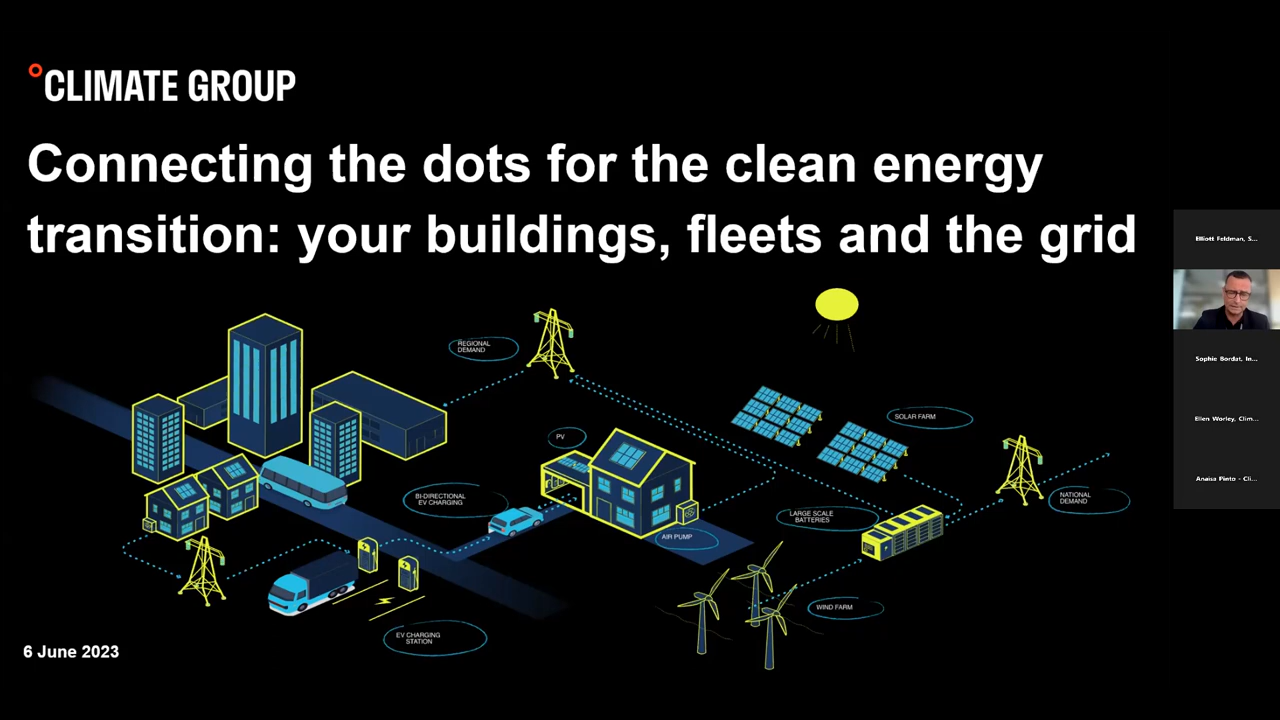 °CLIMATE GROUP
Connecting the dots for the clean energy
transition: your buildings, fleets and the grid
REGIONAL
DEMAND
PV
SOLAR FARM
BI-DIRECTIONAL
EV CHARGING
LARGE SCALE
BATTERIES
NATIONAL
DEMAND
AIR PUMP
WIND FARM
EV CHARGING
STATION
6 June 2023
Elliott Feldman, S...
Sophie Bordat, In...
Ellen Worley, Clim...
Anaisa Pinto - Cli...